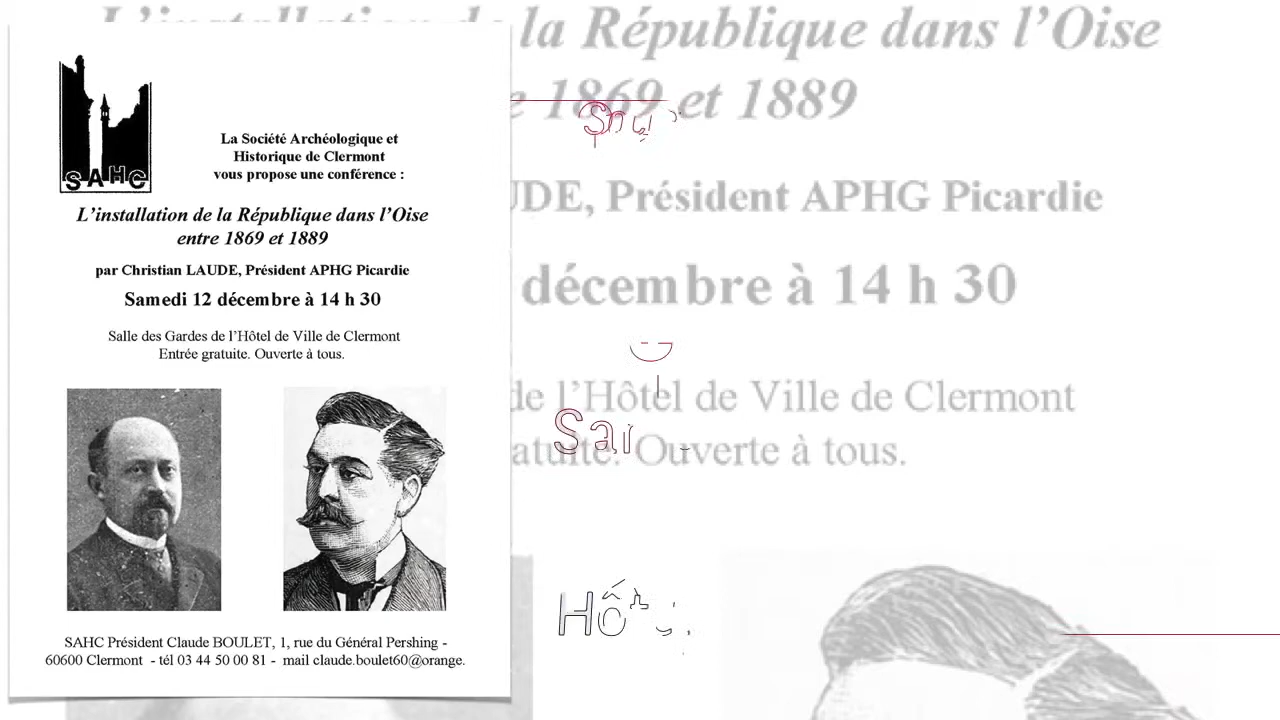 SAHC
La Société Archéologique et
Historique de Clermont
vous propose une conférence :
L’installation de la République dans l’Oise
entre 1869 et 1889
par Christian LAUDE, Président APHG Picardie
Samedi 12 décembre à 14 h 30
Salle des Gardes de l’Hôtel de Ville de Clermont
Entrée gratuite. Ouverte à tous.
SAHC Président Claude BOULET, 1, rue du Général Pershing -
60600 Clermont - tél 03 44 50 00 81 - mail claude.boulet60@orange.
L’installation de la République dans l’Oise
e 1869 et 1889
UDE, Président APHG Picardie
décembre à 14 h 30
de l’Hôtel de Ville de Clermont
atuite. Ouverte à tous.